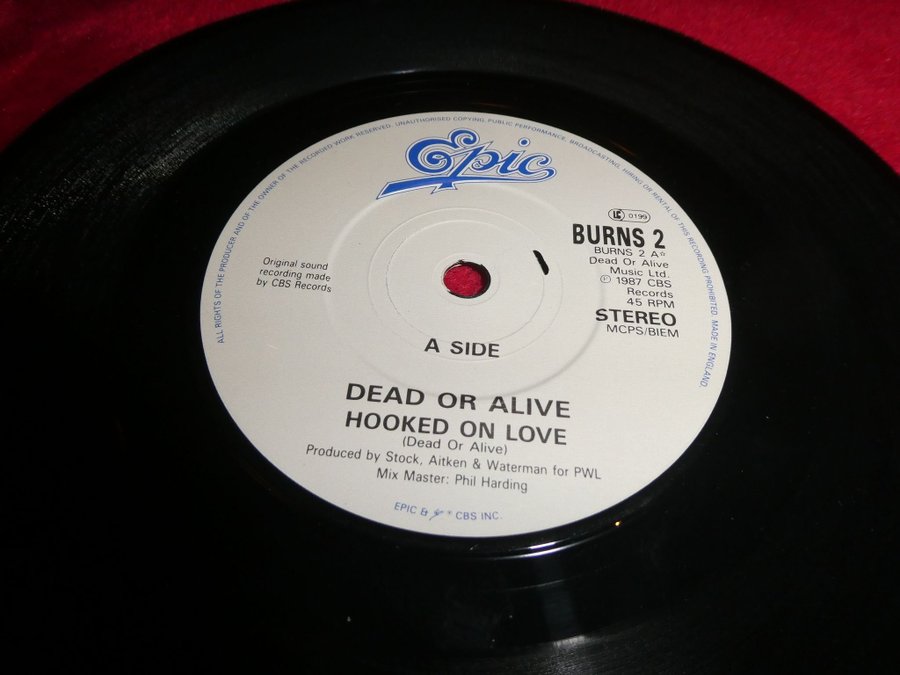 ALL RIGHTS OF THE PRODUCER AND OF THE OWNER OF THE RECORDED WORK RESERVED. UNAUTHORISED COPYING, PUBLIC PERFORMANCE, BROADCASTING, HIRING OR RENTAL OF THIS RECORDING PROHIBITED. MADE IN ENGLAND.
Epic
LC 0199
BURNS 2
BURNS 2 A☆
Dead Or Alive
Music Ltd.
℗ 1987 CBS
Records
45 RPM
STEREO
MCPS/BIEM
Original sound
recording made
by CBS Records
A SIDE
DEAD OR ALIVE
HOOKED ON LOVE
(Dead Or Alive)
Produced by Stock, Aitken & Waterman for PWL
Mix Master: Phil Harding
EPIC & ® CBS INC.